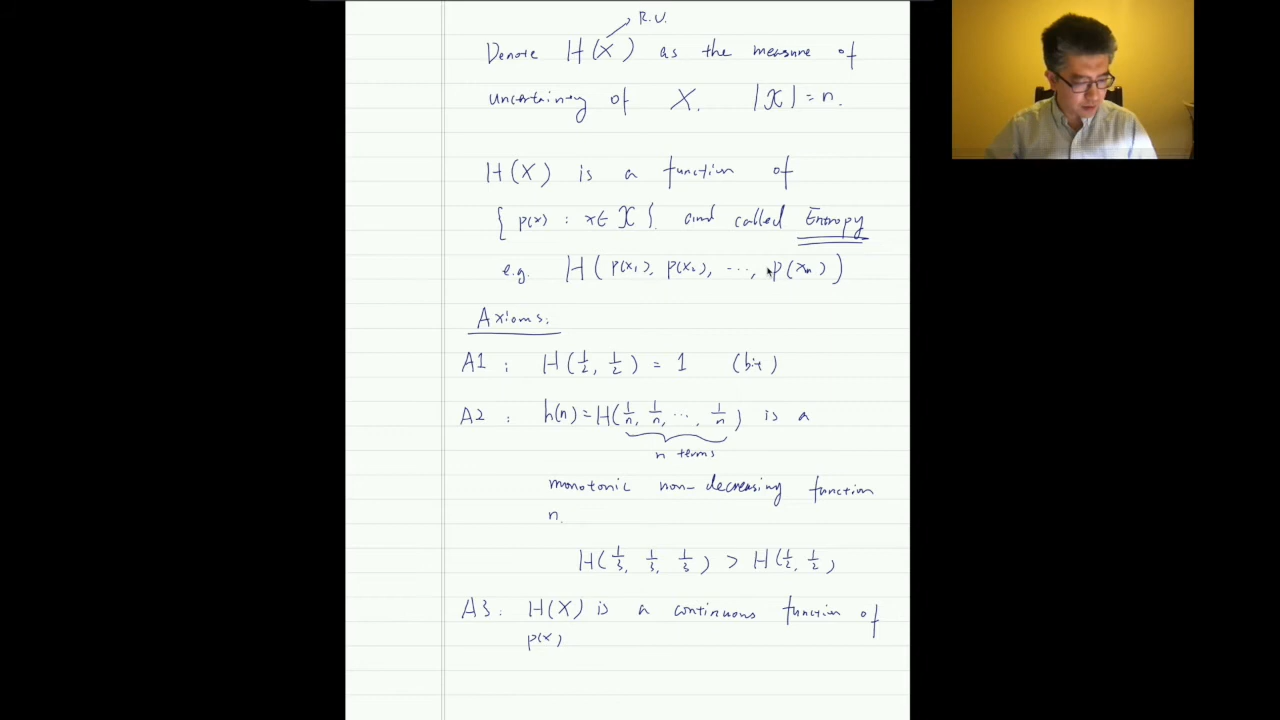 R.V.
Denote H(X) as the measure of
uncertainty of X. |𝒳| = n.
H(X) is a function of
{ p(x) : x∈ 𝒳 }. and called Entropy
e.g. H( p(x₁), p(x₂), ..., p(xₙ) )
Axioms.
A1 : H(1/2, 1/2) = 1 (bit)
A2 : h(n) = H(1/n, 1/n, ..., 1/n) is a
n terms
monotonic non-decreasing function
n.
H(1/3, 1/3, 1/3) > H(1/2, 1/2)
A3. H(X) is a continuous function of
p(x)